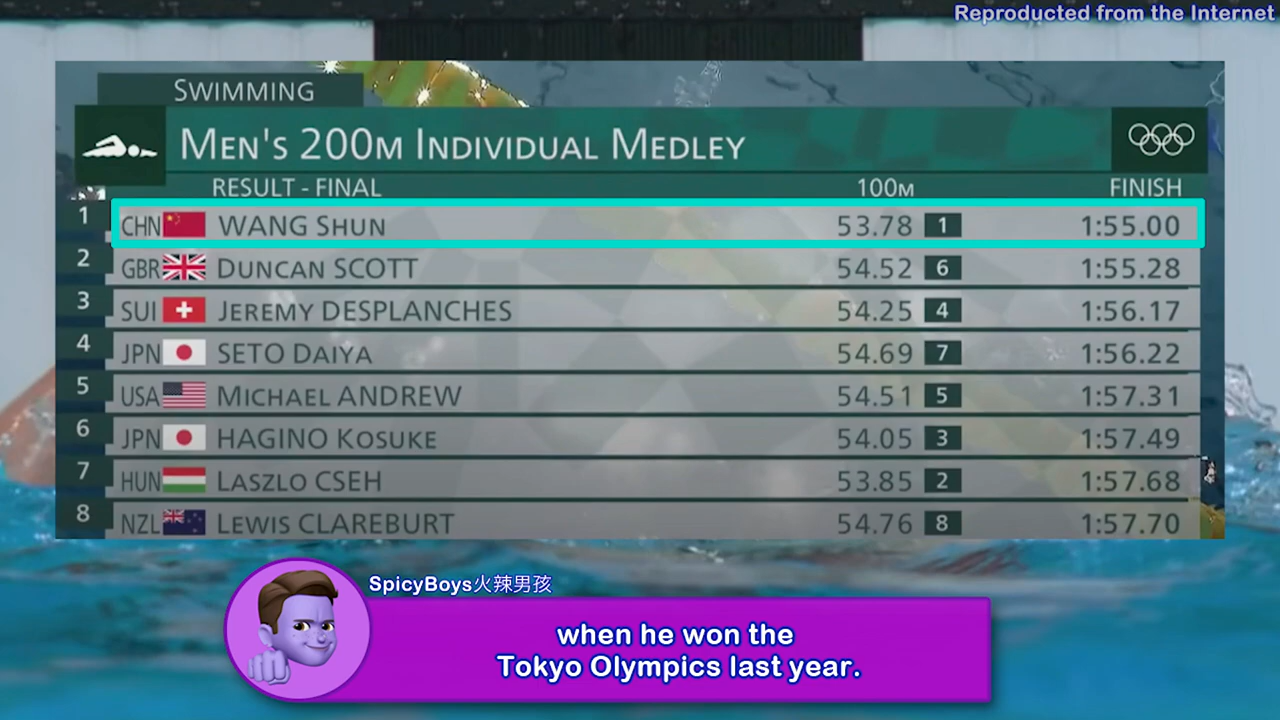 Reproducted from the Internet
SWIMMING
MEN'S 200M INDIVIDUAL MEDLEY
RESULT - FINAL 100M FINISH
1 CHN WANG SHUN 53.78 1 1:55.00
2 GBR DUNCAN SCOTT 54.52 6 1:55.28
3 SUI JEREMY DESPLANCHES 54.25 4 1:56.17
4 JPN SETO DAIYA 54.69 7 1:56.22
5 USA MICHAEL ANDREW 54.51 5 1:57.31
6 JPN HAGINO KOSUKE 54.05 3 1:57.49
7 HUN LASZLO CSEH 53.85 2 1:57.68
8 NZL LEWIS CLAREBURT 54.76 8 1:57.70
SpicyBoys火辣男孩
when he won the
Tokyo Olympics last year.